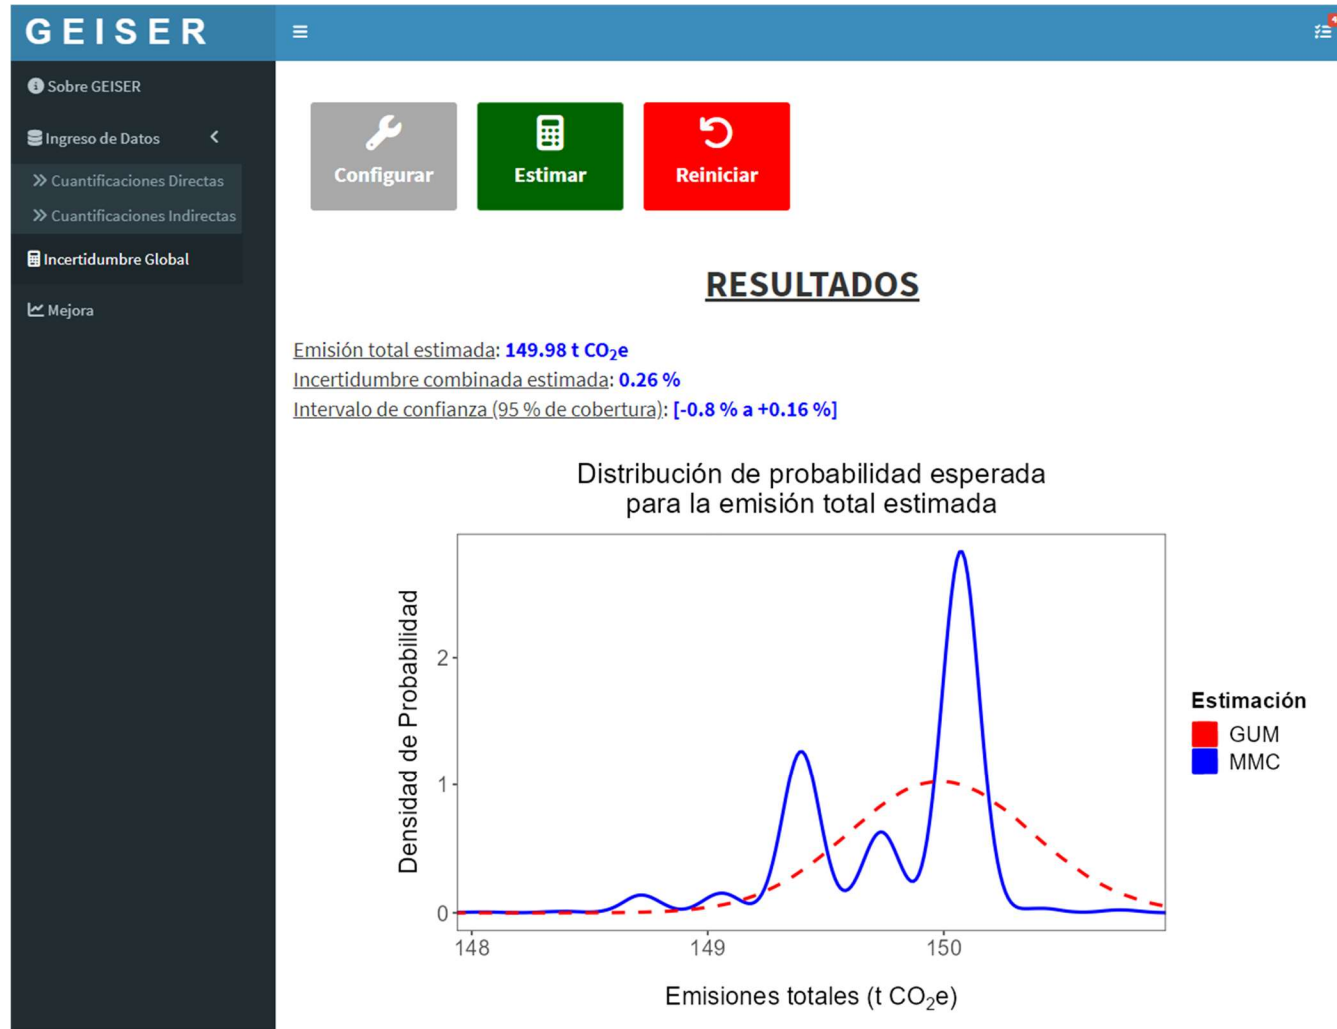 GEISER
Sobre GEISER
Ingreso de Datos
Cuantificaciones Directas
Cuantificaciones Indirectas
Incertidumbre Global
Mejora
Configurar
Estimar
Reiniciar
RESULTADOS
Emisión total estimada: 149.98 t CO₂e
Incertidumbre combinada estimada: 0.26 %
Intervalo de confianza (95 % de cobertura): [-0.8 % a +0.16 %]
Distribución de probabilidad esperada
para la emisión total estimada
Densidad de Probabilidad
2
1
0
148 149 150
Emisiones totales (t CO₂e)
Estimación
GUM
MMC